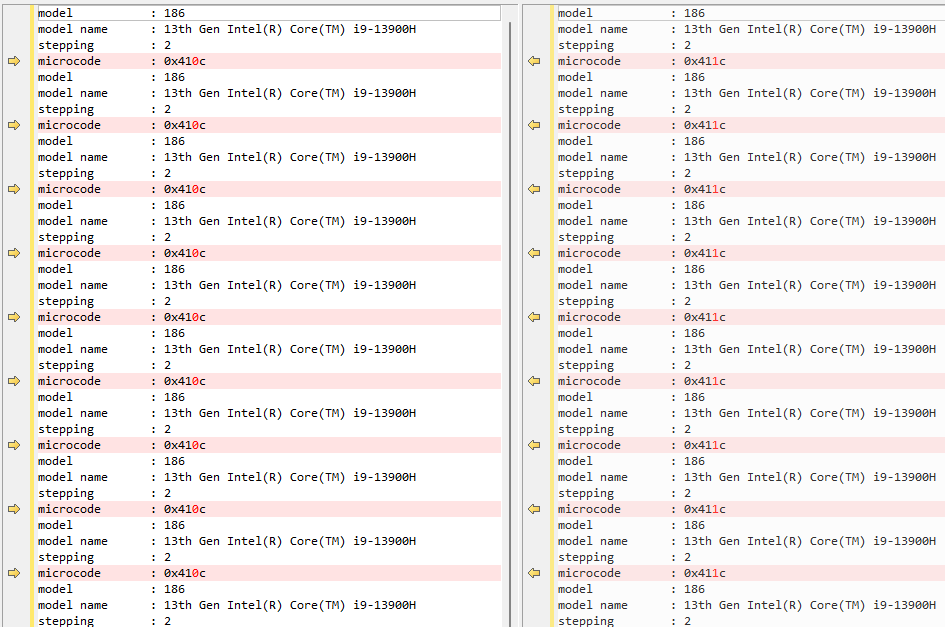 model           : 186
model name      : 13th Gen Intel(R) Core(TM) i9-13900H
stepping        : 2
microcode       : 0x410c
model           : 186
model name      : 13th Gen Intel(R) Core(TM) i9-13900H
stepping        : 2
microcode       : 0x410c
model           : 186
model name      : 13th Gen Intel(R) Core(TM) i9-13900H
stepping        : 2
microcode       : 0x410c
model           : 186
model name      : 13th Gen Intel(R) Core(TM) i9-13900H
stepping        : 2
microcode       : 0x410c
model           : 186
model name      : 13th Gen Intel(R) Core(TM) i9-13900H
stepping        : 2
microcode       : 0x410c
model           : 186
model name      : 13th Gen Intel(R) Core(TM) i9-13900H
stepping        : 2
microcode       : 0x410c
model           : 186
model name      : 13th Gen Intel(R) Core(TM) i9-13900H
stepping        : 2
microcode       : 0x410c
model           : 186
model name      : 13th Gen Intel(R) Core(TM) i9-13900H
stepping        : 2
microcode       : 0x410c
model           : 186
model name      : 13th Gen Intel(R) Core(TM) i9-13900H
stepping        : 2
microcode       : 0x410c
model           : 186
model name      : 13th Gen Intel(R) Core(TM) i9-13900H
stepping        : 2
model           : 186
model name      : 13th Gen Intel(R) Core(TM) i9-13900H
stepping        : 2
microcode       : 0x411c
model           : 186
model name      : 13th Gen Intel(R) Core(TM) i9-13900H
stepping        : 2
microcode       : 0x411c
model           : 186
model name      : 13th Gen Intel(R) Core(TM) i9-13900H
stepping        : 2
microcode       : 0x411c
model           : 186
model name      : 13th Gen Intel(R) Core(TM) i9-13900H
stepping        : 2
microcode       : 0x411c
model           : 186
model name      : 13th Gen Intel(R) Core(TM) i9-13900H
stepping        : 2
microcode       : 0x411c
model           : 186
model name      : 13th Gen Intel(R) Core(TM) i9-13900H
stepping        : 2
microcode       : 0x411c
model           : 186
model name      : 13th Gen Intel(R) Core(TM) i9-13900H
stepping        : 2
microcode       : 0x411c
model           : 186
model name      : 13th Gen Intel(R) Core(TM) i9-13900H
stepping        : 2
microcode       : 0x411c
model           : 186
model name      : 13th Gen Intel(R) Core(TM) i9-13900H
stepping        : 2
microcode       : 0x411c
model           : 186
model name      : 13th Gen Intel(R) Core(TM) i9-13900H
stepping        : 2